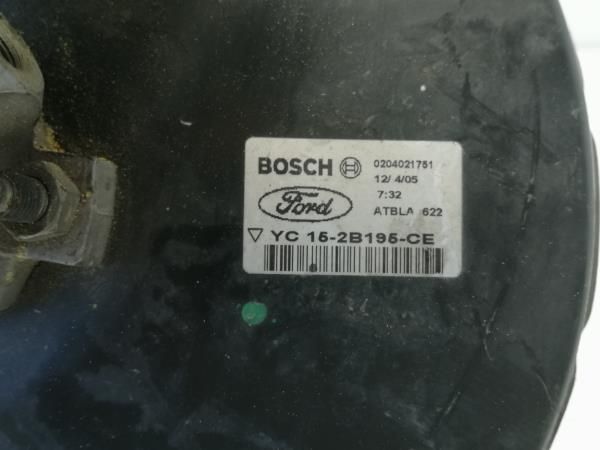 BOSCH 0204021751
12/ 4/05
7:32
Ford
ATBLA 622
YC 15-2B195-CE